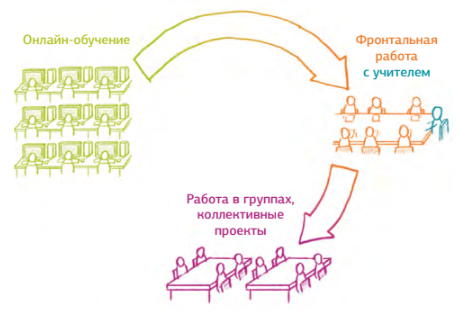 Онлайн-обучение
Фронтальная
работа
с учителем
Работа в группах,
коллективные
проекты